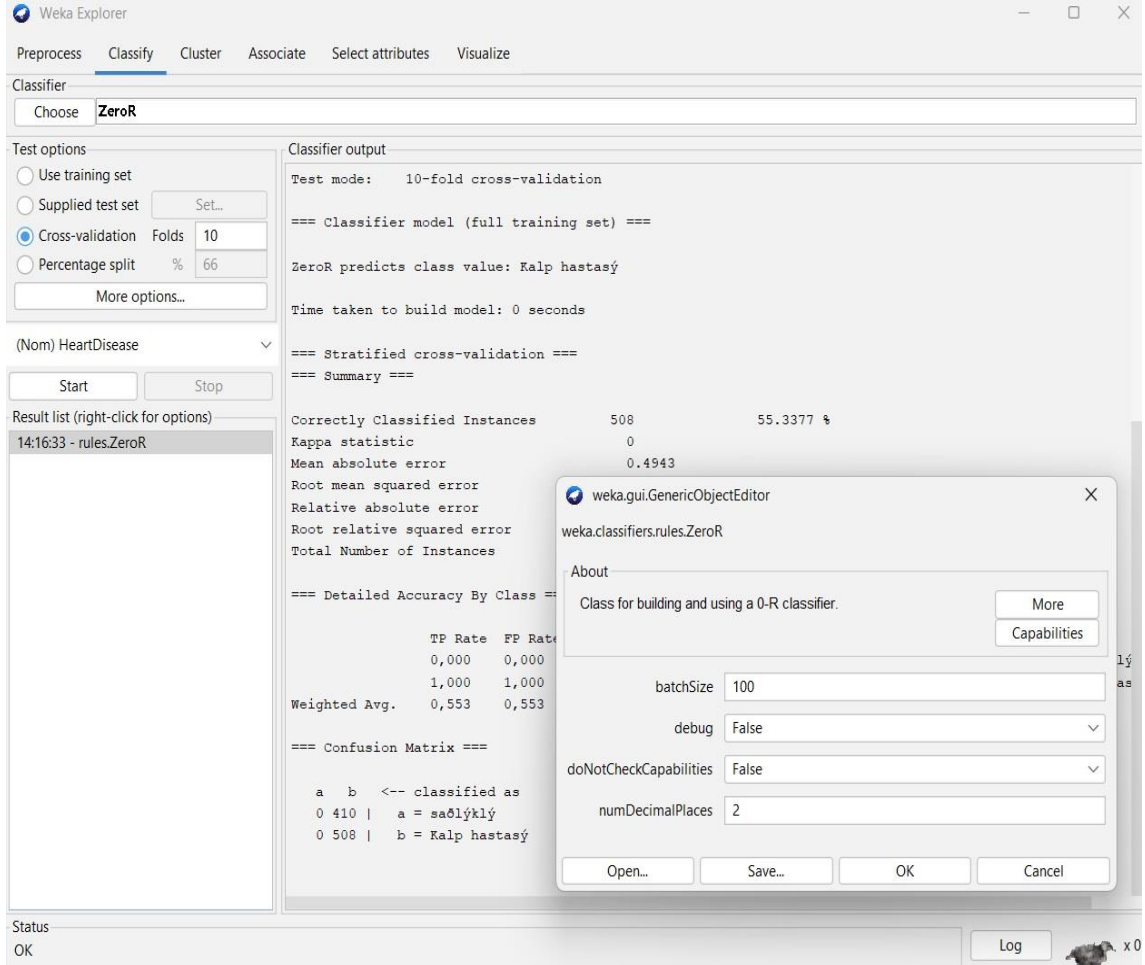 Weka Explorer
Preprocess Classify Cluster Associate Select attributes Visualize
Classifier
Choose ZeroR
Test options
Use training set
Supplied test set Set...
Cross-validation Folds 10
Percentage split % 66
More options...
(Nom) HeartDisease
Start Stop
Result list (right-click for options)
14:16:33 - rules.ZeroR
Classifier output
Test mode: 10-fold cross-validation
=== Classifier model (full training set) ===
ZeroR predicts class value: Kalp hastasý
Time taken to build model: 0 seconds
=== Stratified cross-validation ===
=== Summary ===
Correctly Classified Instances 508 55.3377 %
Kappa statistic 0
Mean absolute error 0.4943
Root mean squared error
Relative absolute error
Root relative squared error
Total Number of Instances
=== Detailed Accuracy By Class =
TP Rate FP Rate
0,000 0,000
1,000 1,000
Weighted Avg. 0,553 0,553
=== Confusion Matrix ===
a b <-- classified as
0 410 | a = saðlýklý
0 508 | b = Kalp hastasý
weka.gui.GenericObjectEditor
weka.classifiers.rules.ZeroR
About
Class for building and using a 0-R classifier.
More
Capabilities
batchSize 100
debug False
doNotCheckCapabilities False
numDecimalPlaces 2
Open... Save... OK Cancel
lý
as
Status
OK
Log x 0